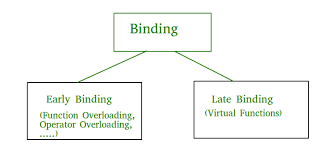 Binding
Early Binding
(Function Overloading,
Operator Overloading,
.....)
Late Binding
(Virtual Functions)